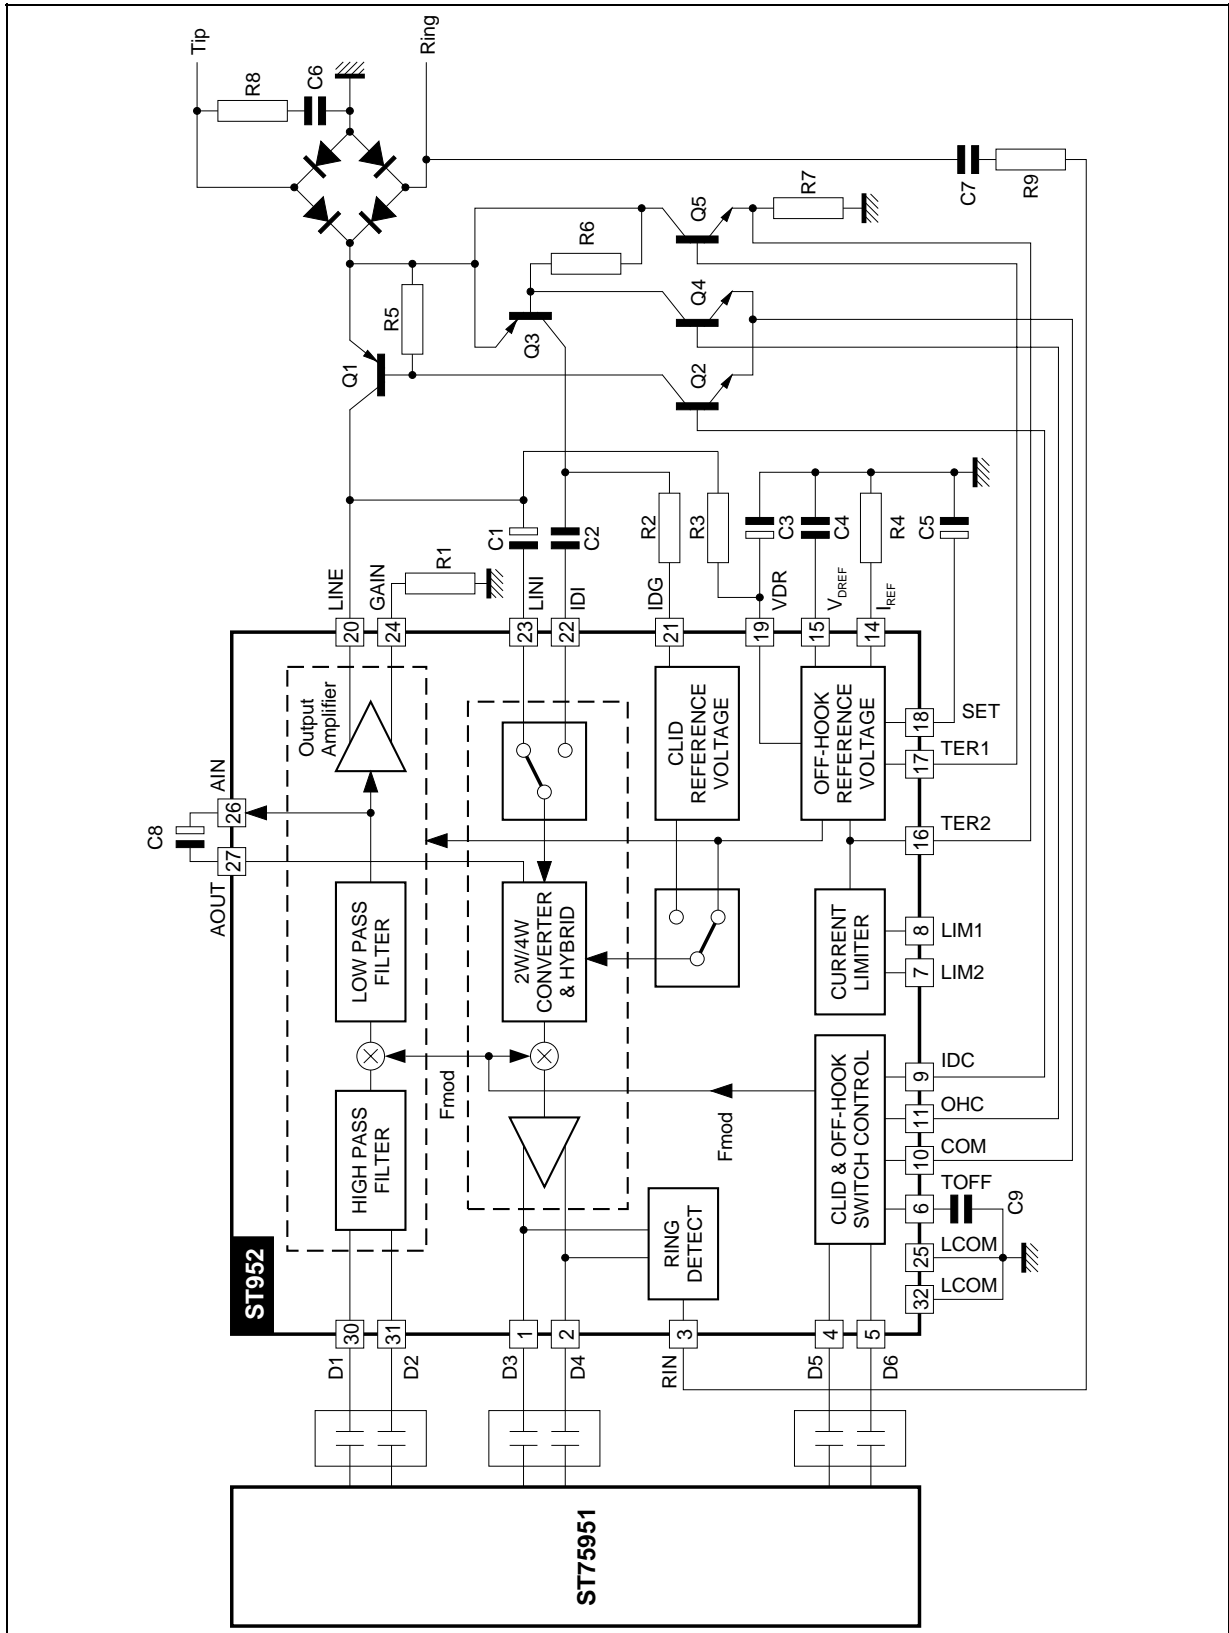 ST75951
ST952
D1
D2
D3
D4
RIN
D5
D6
30
31
1
2
3
4
5
HIGH PASS
FILTER
LOW PASS
FILTER
Output
Amplifier
Fmod
Fmod
2W/4W
CONVERTER
& HYBRID
RING
DETECT
CLID
REFERENCE
VOLTAGE
OFF-HOOK
REFERENCE
VOLTAGE
CURRENT
LIMITER
CLID & OFF-HOOK
SWITCH CONTROL
AOUT
27
C8
26
AIN
20
LINE
24
GAIN
23
LINI
22
IDI
21
IDG
19
VDR
15
VDREF
14
IREF
32
LCOM
25
LCOM
6
TOFF
10
COM
11
OHC
9
IDC
7
LIM2
8
LIM1
16
TER2
17
TER1
18
SET
C9
R1
C1
C2
R2
R3
C3
C4
R4
C5
Q1
R5
Q3
R6
Q2
Q4
Q5
R7
C7
R9
R8
C6
Tip
Ring